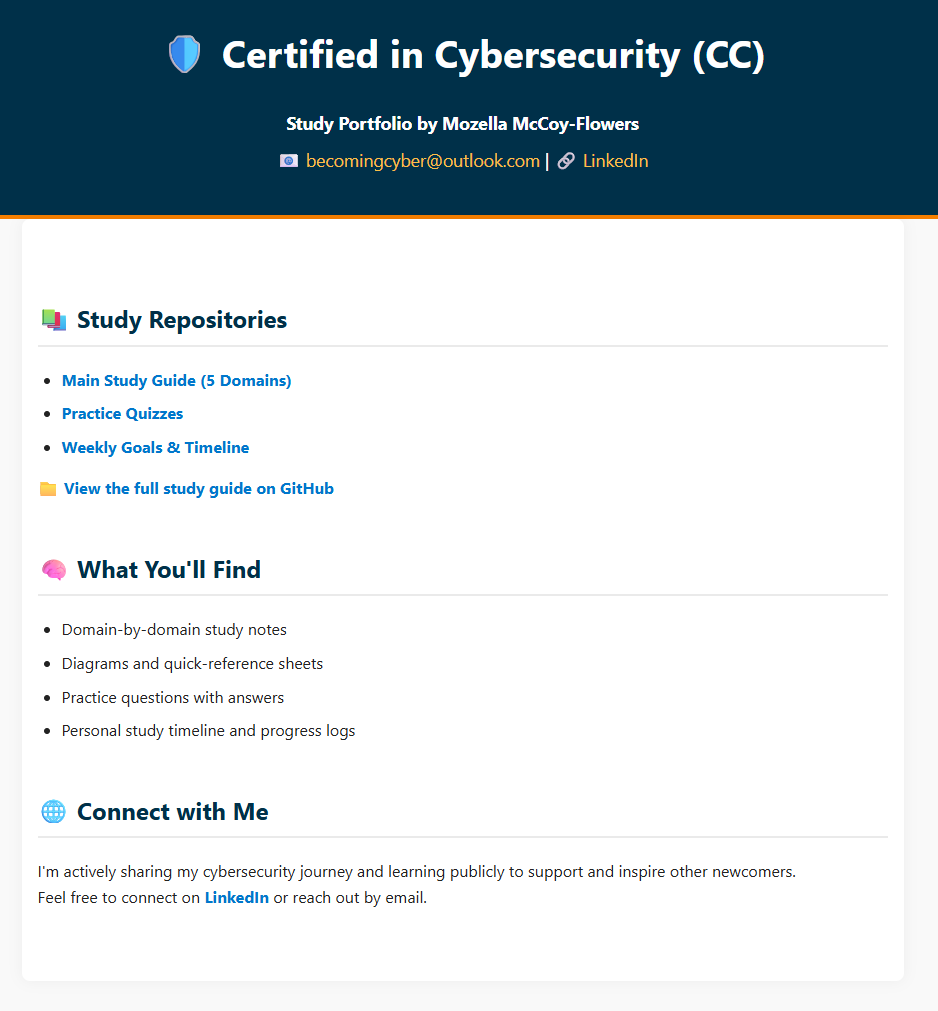 Certified in Cybersecurity (CC)
Study Portfolio by Mozella McCoy-Flowers
becomingcyber@outlook.com | LinkedIn
Study Repositories
Main Study Guide (5 Domains)
Practice Quizzes
Weekly Goals & Timeline
View the full study guide on GitHub
What You'll Find
Domain-by-domain study notes
Diagrams and quick-reference sheets
Practice questions with answers
Personal study timeline and progress logs
Connect with Me
I'm actively sharing my cybersecurity journey and learning publicly to support and inspire other newcomers.
Feel free to connect on LinkedIn or reach out by email.